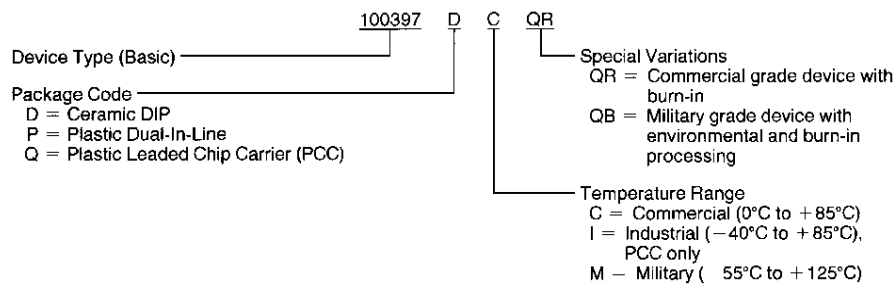 100397 D C QR
Device Type (Basic)
Package Code
D = Ceramic DIP
P = Plastic Dual-In-Line
Q = Plastic Leaded Chip Carrier (PCC)
Special Variations
QR = Commercial grade device with
burn-in
QB = Military grade device with
environmental and burn-in
processing
Temperature Range
C = Commercial (0°C to +85°C)
I = Industrial (−40°C to +85°C),
PCC only
M − Military ( 55°C to +125°C)